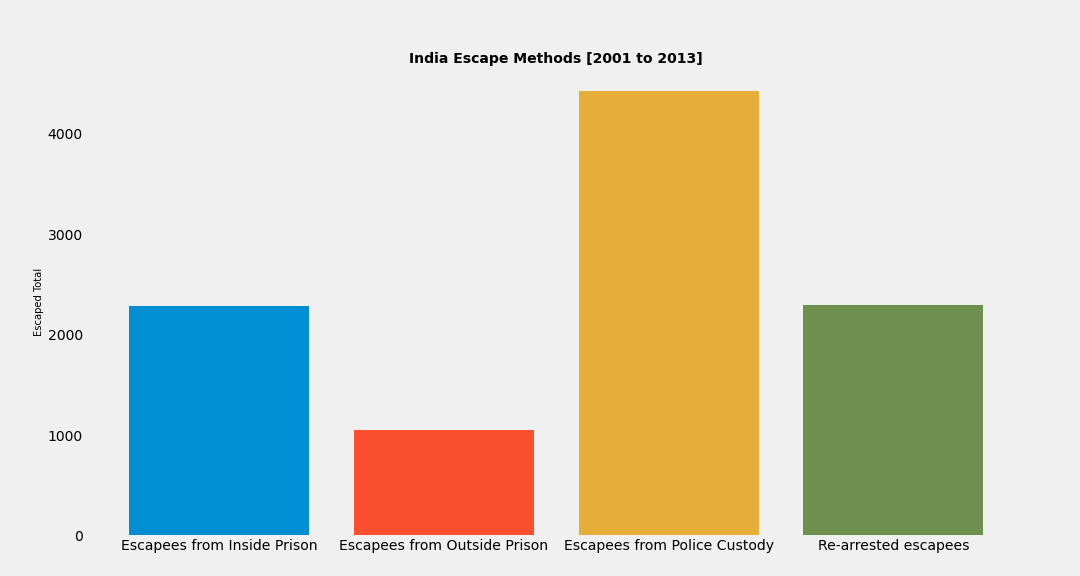 India Escape Methods [2001 to 2013]
4000
3000
2000
1000
0
Escaped Total
Escapees from Inside Prison
Escapees from Outside Prison
Escapees from Police Custody
Re-arrested escapees